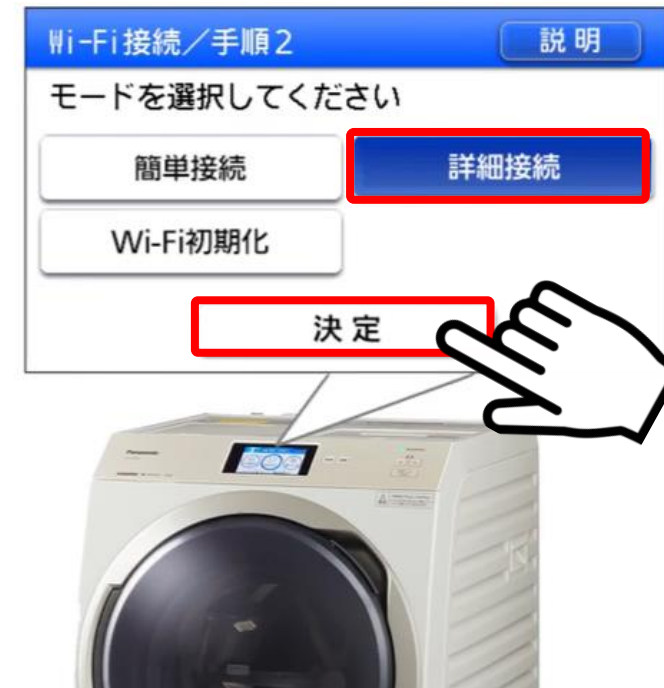 Wi-Fi接続／手順2
説明
モードを選択してください
簡単接続
詳細接続
Wi-Fi初期化
決定
Panasonic